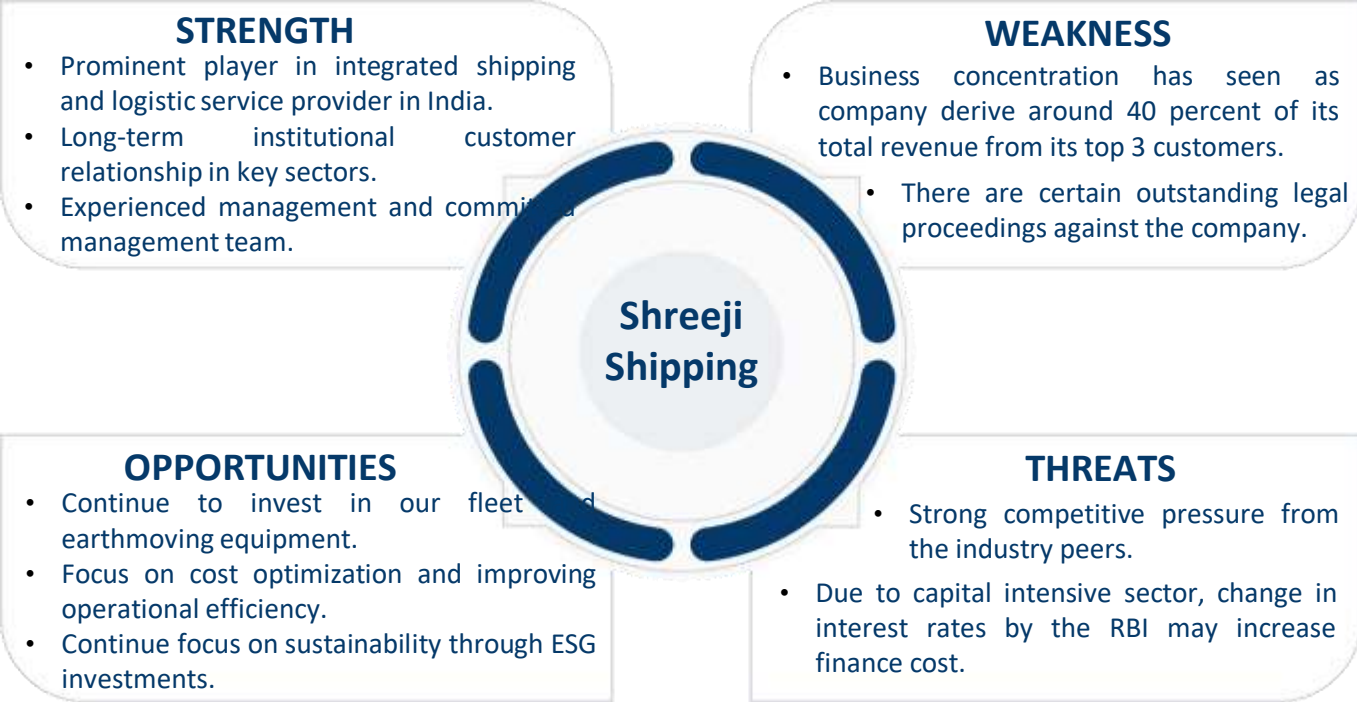 STRENGTH
• Prominent player in integrated shipping
and logistic service provider in India.
• Long-term institutional customer
relationship in key sectors.
• Experienced management and
management team.
WEAKNESS
• Business concentration has seen as
company derive around 40 percent of its
total revenue from its top 3 customers.
• There are certain outstanding legal
proceedings against the company.
Shreeji
Shipping
OPPORTUNITIES
• Continue to invest in our fleet
earthmoving equipment.
• Focus on cost optimization and improving
operational efficiency.
• Continue focus on sustainability through ESG
investments.
THREATS
• Strong competitive pressure from
the industry peers.
• Due to capital intensive sector, change in
interest rates by the RBI may increase
finance cost.